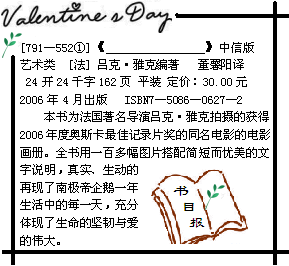 Valentine's Day
[791—552①] 《 》 中信版
艺术类 [法] 吕克·雅克编著 董馨阳译
24 开 24 千字 162 页 平装 定价：30.00 元
2006 年 4 月出版 ISBN7—5086—0627—2
本书为法国著名导演吕克·雅克拍摄的获得
2006 年度奥斯卡最佳记录片奖的同名电影的电影
画册。全书用一百多幅图片搭配简短而优美的文
字说明，真实、生动的
再现了南极帝企鹅一年
生活中的每一天，充分
体现了生命的坚韧与爱
的伟大。
书
目
报